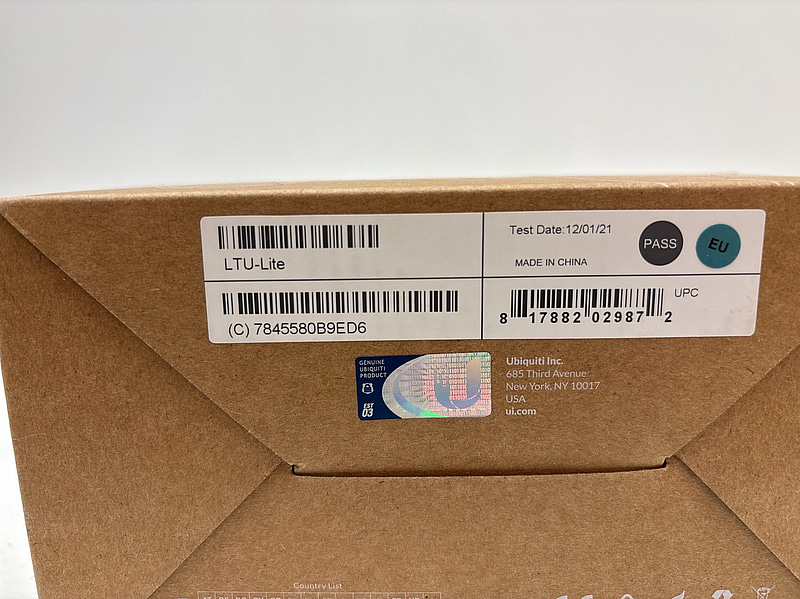 LTU-Lite
(C) 7845580B9ED6
Test Date:12/01/21
PASS
EU
MADE IN CHINA
UPC
8 17882 02987 2
GENUINE
UBIQUITI
PRODUCT
EST
03
U
Ubiquiti Inc.
685 Third Avenue
New York, NY 10017
USA
ui.com
Country List